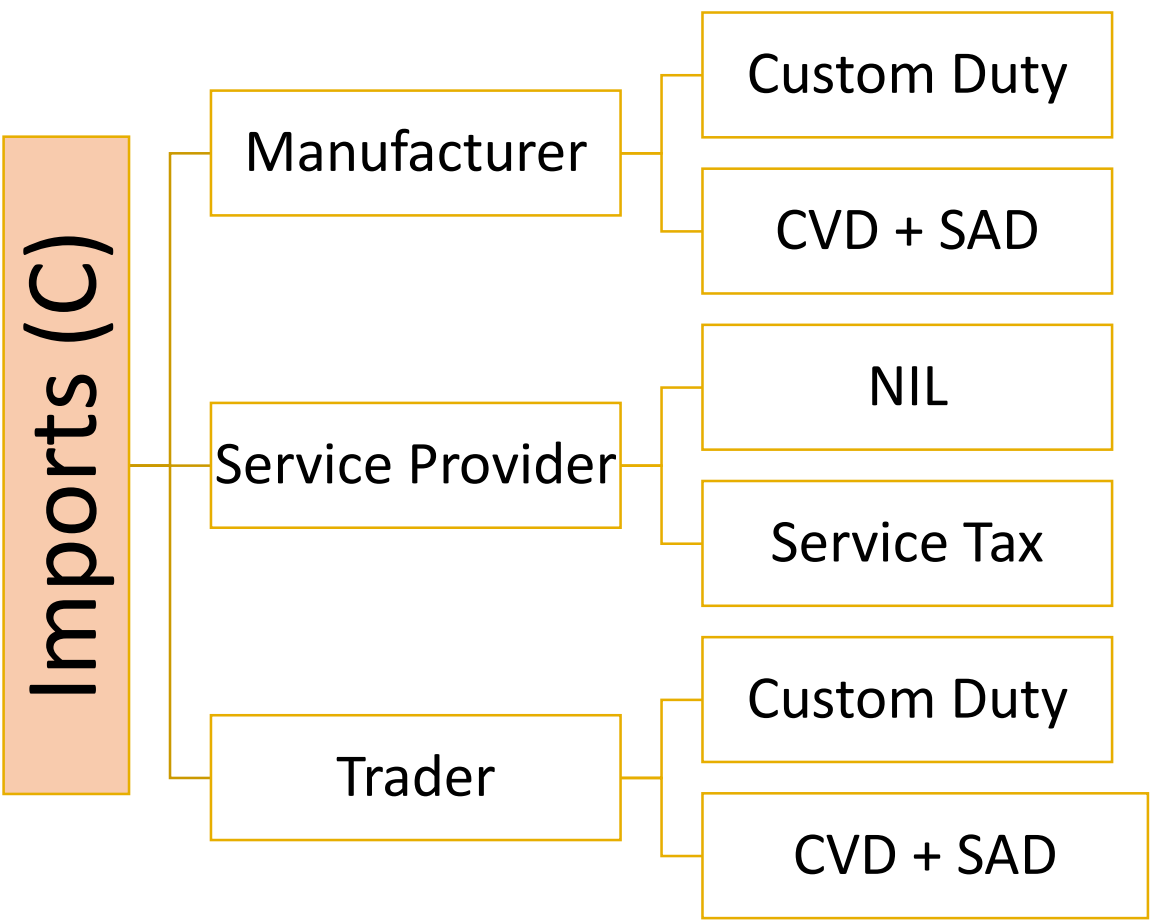 Imports (C)
Manufacturer
Custom Duty
CVD + SAD
Service Provider
NIL
Service Tax
Trader
Custom Duty
CVD + SAD